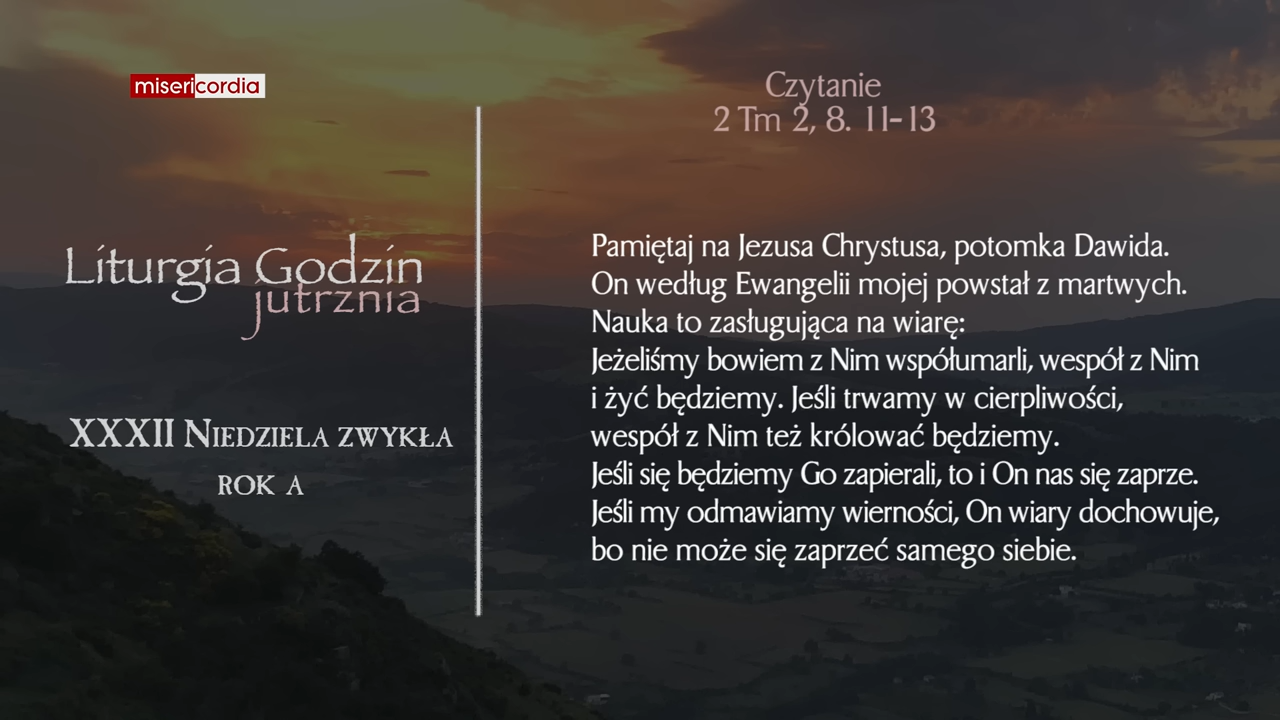 misericordia
Liturgia Godzin
jutrznia
XXXII Niedziela zwykła
rok A
Czytanie
2 Tm 2, 8. 11-13
Pamiętaj na Jezusa Chrystusa, potomka Dawida.
On według Ewangelii mojej powstał z martwych.
Nauka to zasługująca na wiarę:
Jeżeliśmy bowiem z Nim współumarli, wespół z Nim
i żyć będziemy. Jeśli trwamy w cierpliwości,
wespół z Nim też królować będziemy.
Jeśli się będziemy Go zapierali, to i On nas się zaprze.
Jeśli my odmawiamy wierności, On wiary dochowuje,
bo nie może się zaprzeć samego siebie.